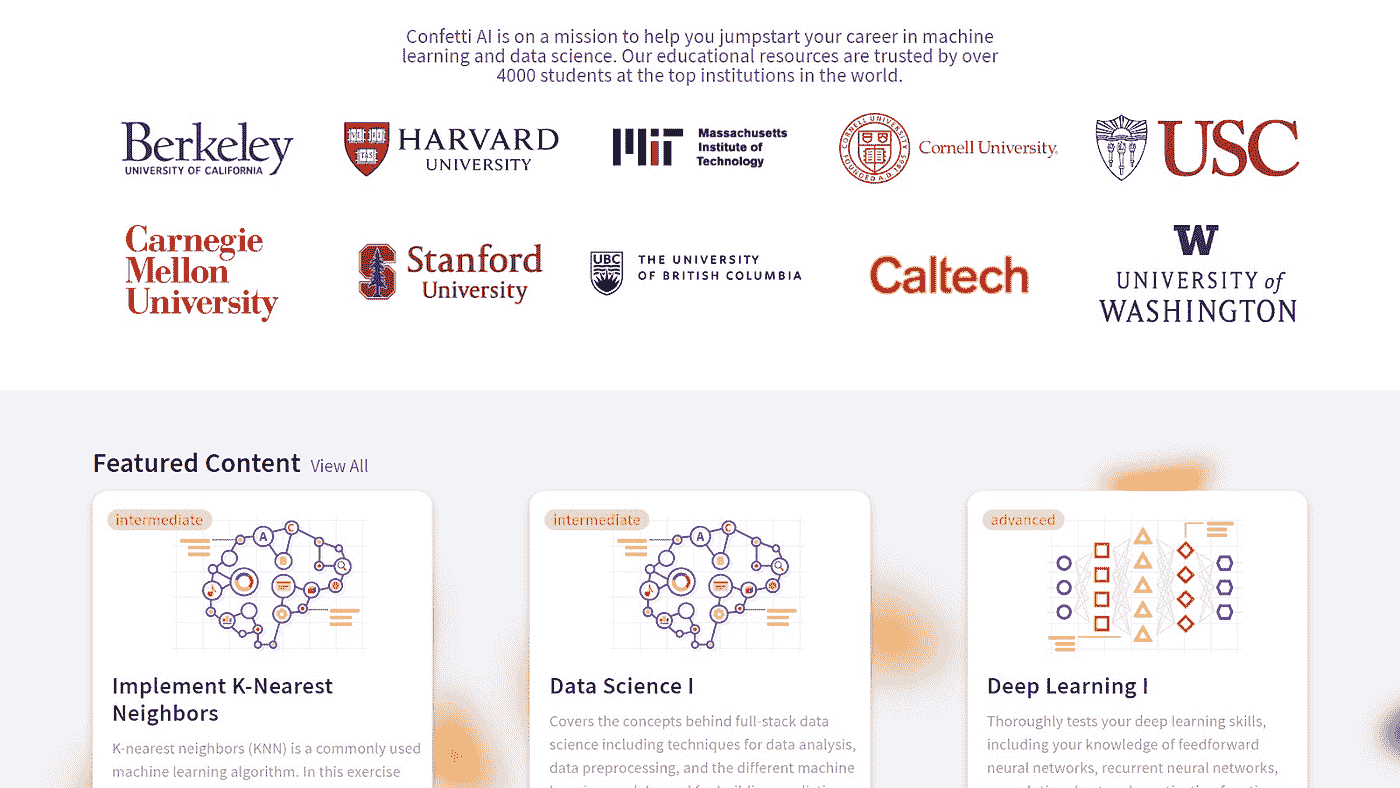 Confetti AI is on a mission to help you jumpstart your career in machine
learning and data science. Our educational resources are trusted by over
4000 students at the top institutions in the world.
Berkeley
UNIVERSITY OF CALIFORNIA
HARVARD
UNIVERSITY
MIT
Massachusetts
Institute of
Technology
CORNELL UNIVERSITY
FOUNDED A.D. 1865
Cornell University
USC
Carnegie
Mellon
University
S
Stanford
University
UBC
THE UNIVERSITY
OF BRITISH COLUMBIA
Caltech
W
UNIVERSITY of
WASHINGTON
Featured Content View All
intermediate
A
C
B
Implement K-Nearest
Neighbors
K-nearest neighbors (KNN) is a commonly used
machine learning algorithm. In this exercise
intermediate
A
C
B
Data Science I
Covers the concepts behind full-stack data
science including techniques for data analysis,
data preprocessing, and the different machine
advanced
Deep Learning I
Thoroughly tests your deep learning skills,
including your knowledge of feedforward
neural networks, recurrent neural networks,